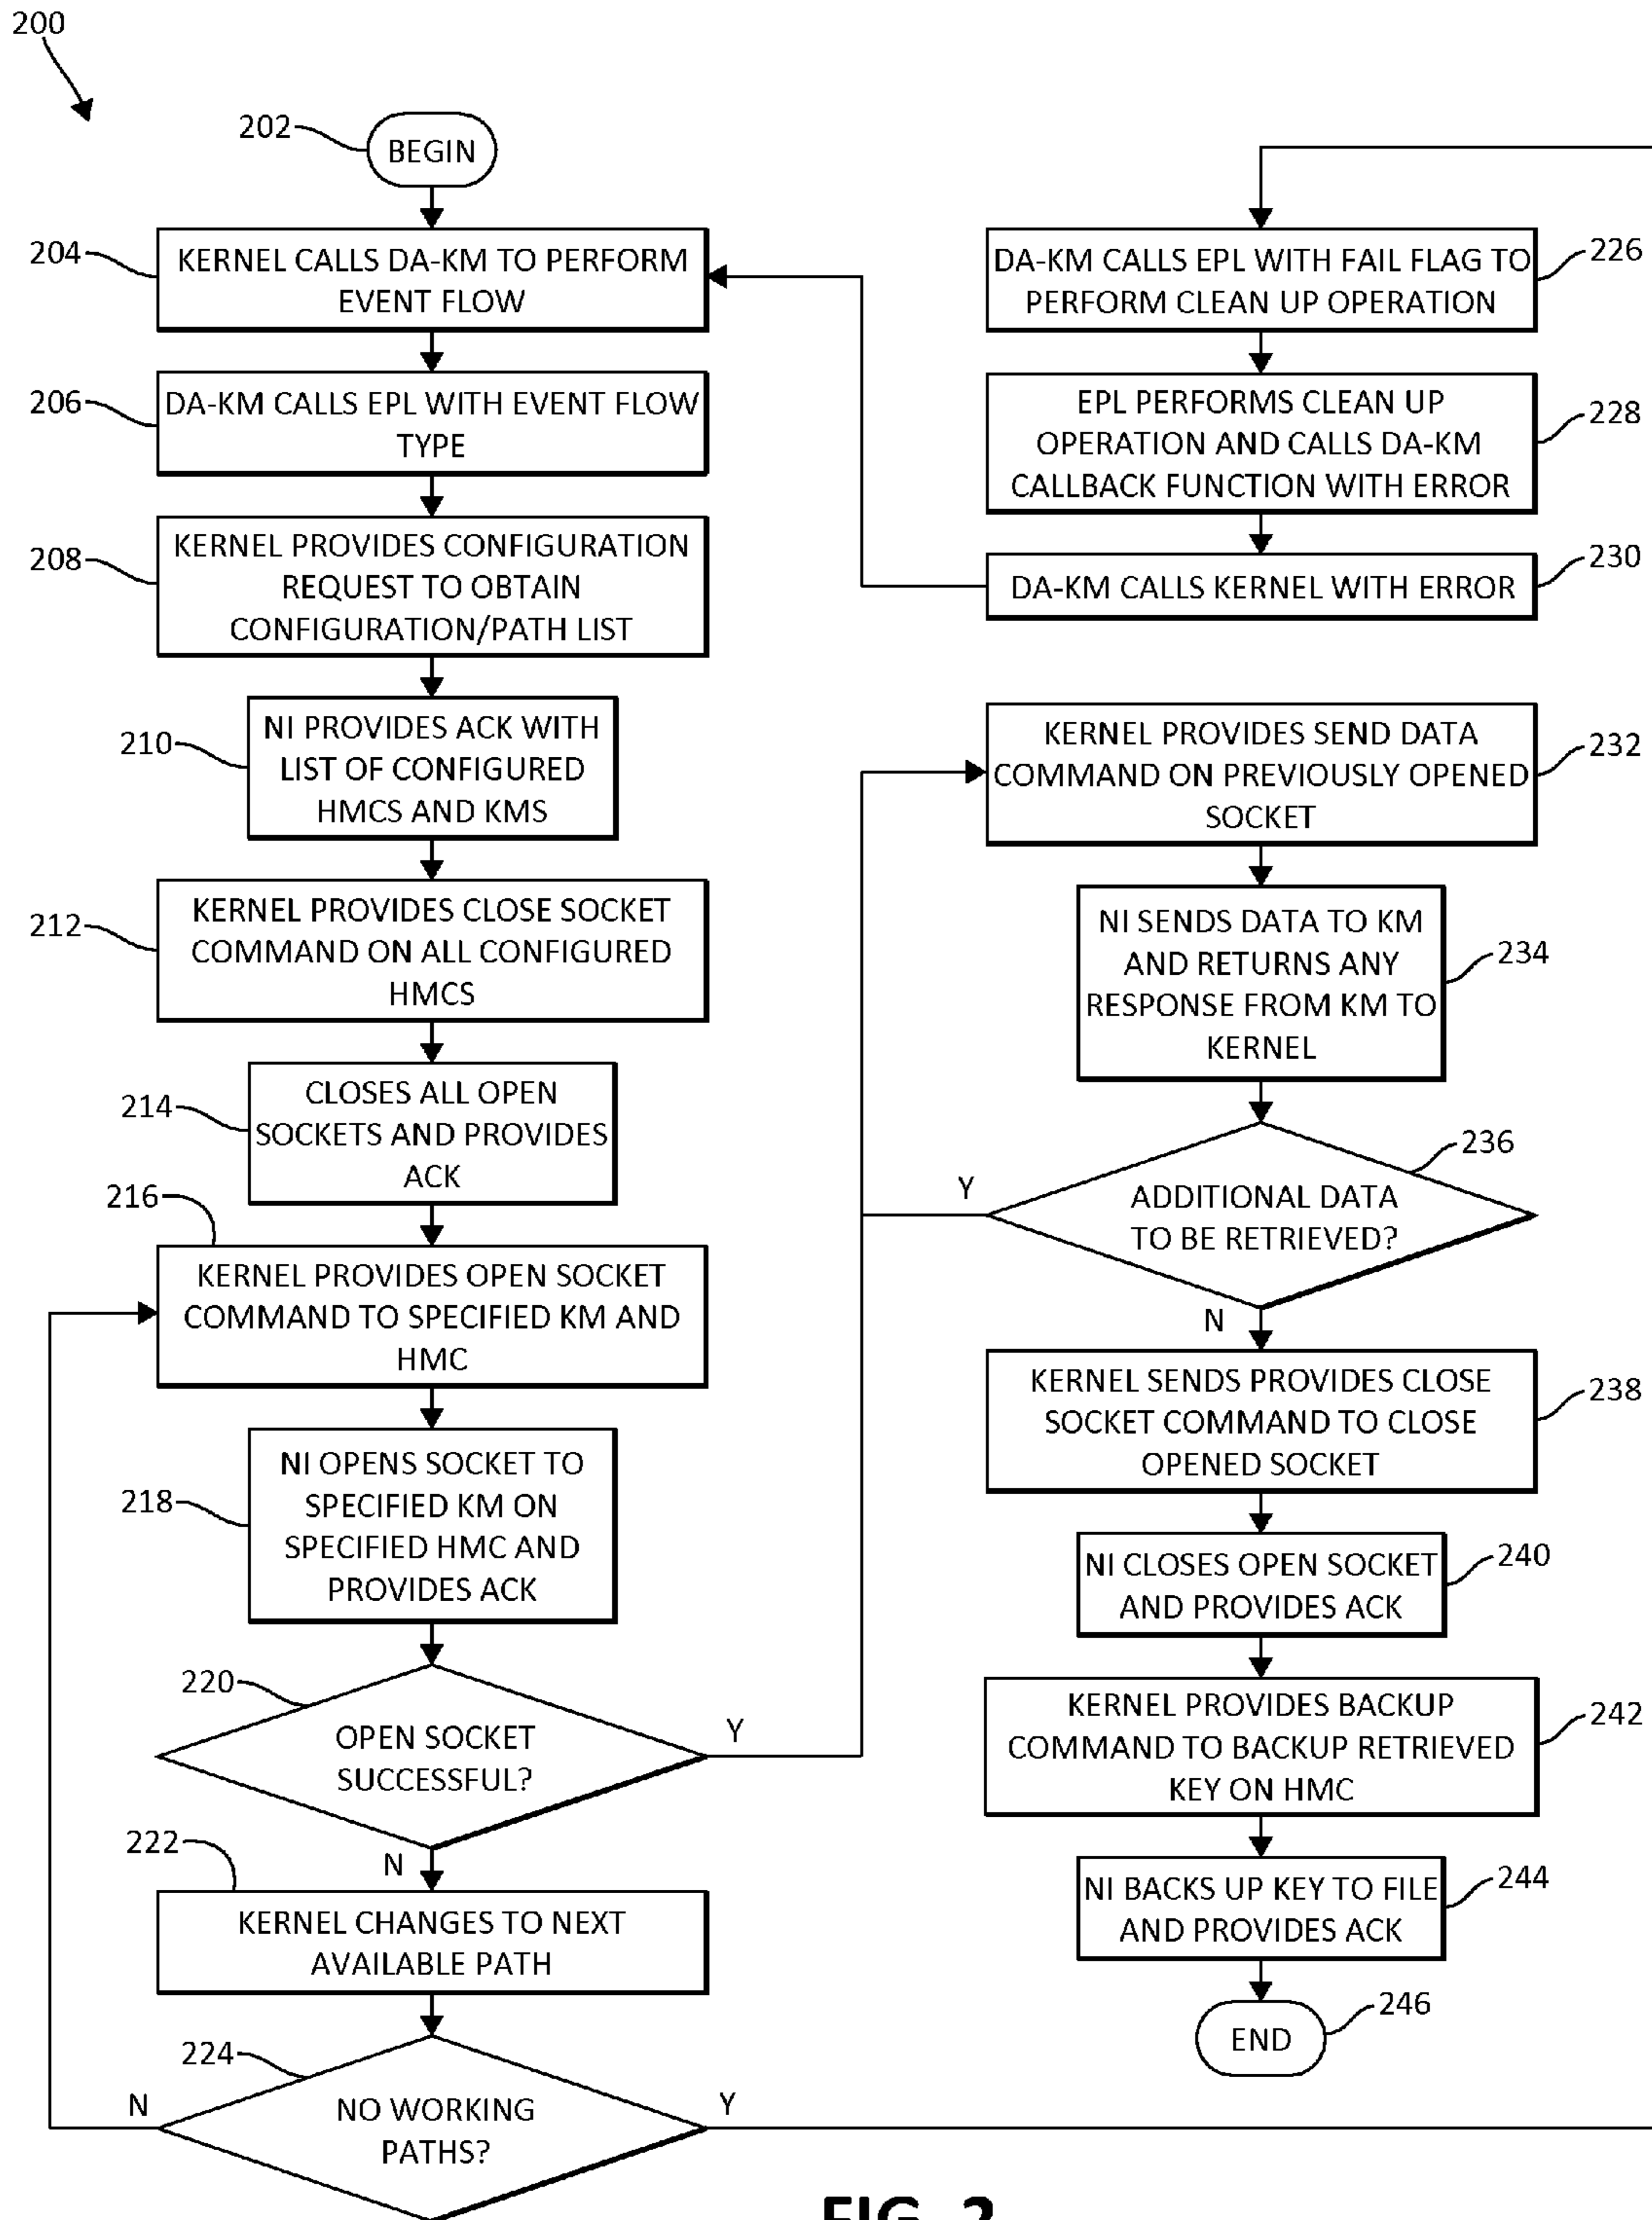 200
202
BEGIN
204
KERNEL CALLS DA-KM TO PERFORM
EVENT FLOW
206
DA-KM CALLS EPL WITH EVENT FLOW
TYPE
208
KERNEL PROVIDES CONFIGURATION
REQUEST TO OBTAIN
CONFIGURATION/PATH LIST
210
NI PROVIDES ACK WITH
LIST OF CONFIGURED
HMCS AND KMS
212
KERNEL PROVIDES CLOSE SOCKET
COMMAND ON ALL CONFIGURED
HMCS
214
CLOSES ALL OPEN
SOCKETS AND PROVIDES
ACK
216
KERNEL PROVIDES OPEN SOCKET
COMMAND TO SPECIFIED KM AND
HMC
218
NI OPENS SOCKET TO
SPECIFIED KM ON
SPECIFIED HMC AND
PROVIDES ACK
220
OPEN SOCKET
SUCCESSFUL?
Y
N
222
KERNEL CHANGES TO NEXT
AVAILABLE PATH
224
NO WORKING
PATHS?
N
Y
226
DA-KM CALLS EPL WITH FAIL FLAG TO
PERFORM CLEAN UP OPERATION
228
EPL PERFORMS CLEAN UP
OPERATION AND CALLS DA-KM
CALLBACK FUNCTION WITH ERROR
230
DA-KM CALLS KERNEL WITH ERROR
232
KERNEL PROVIDES SEND DATA
COMMAND ON PREVIOUSLY OPENED
SOCKET
234
NI SENDS DATA TO KM
AND RETURNS ANY
RESPONSE FROM KM TO
KERNEL
236
ADDITIONAL DATA
TO BE RETRIEVED?
Y
N
238
KERNEL SENDS PROVIDES CLOSE
SOCKET COMMAND TO CLOSE
OPENED SOCKET
240
NI CLOSES OPEN SOCKET
AND PROVIDES ACK
242
KERNEL PROVIDES BACKUP
COMMAND TO BACKUP RETRIEVED
KEY ON HMC
244
NI BACKS UP KEY TO FILE
AND PROVIDES ACK
246
END
FIG. 2